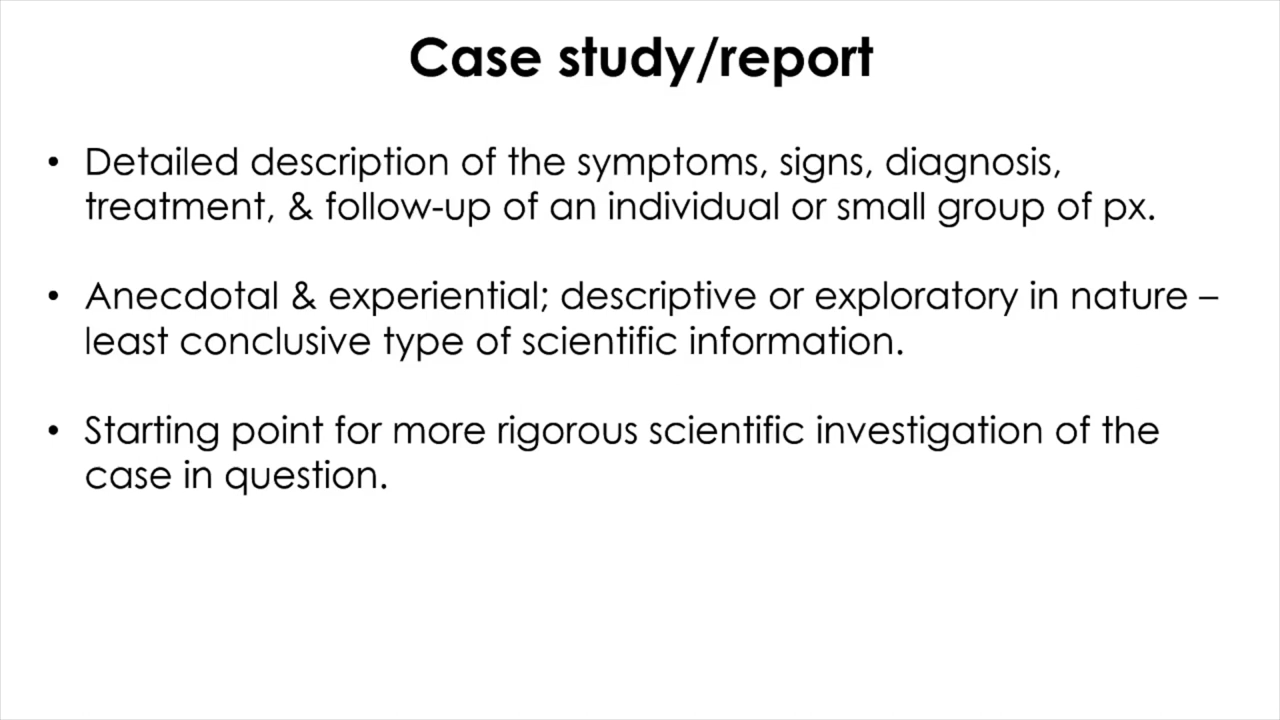 Case study/report
• Detailed description of the symptoms, signs, diagnosis,
treatment, & follow-up of an individual or small group of px.
• Anecdotal & experiential; descriptive or exploratory in nature –
least conclusive type of scientific information.
• Starting point for more rigorous scientific investigation of the
case in question.